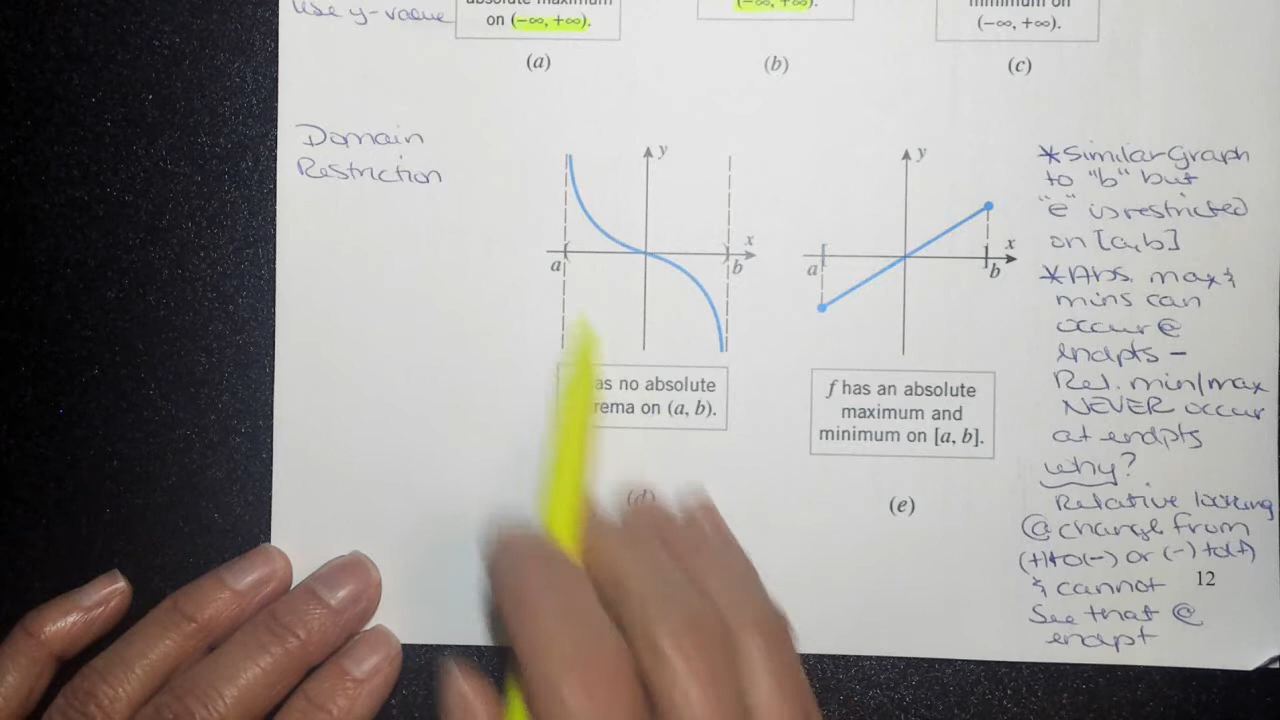 Use y-value
absolute maximum
on (−∞, +∞).
(−∞, +∞).
minimum on
(−∞, +∞).
(a)
(b)
(c)
Domain
Restriction
y
x
a
b
as no absolute
rema on (a, b).
(d)
y
x
a
b
f has an absolute
maximum and
minimum on [a, b].
(e)
*Similar Graph
to "b" but
"e" is restricted
on [a,b]
*Abs. max &
mins can
occur @
endpts –
Rel. min/max
NEVER occur
at endpts
why?
Relative looking
@ change from
(+) to (-) or (-) to (+)
& cannot
See that @
endpt
12